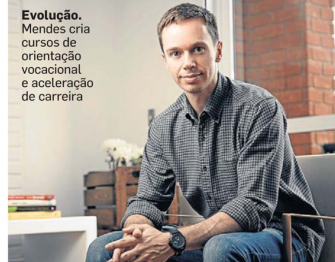 Evolução.
Mendes cria
cursos de
orientação
vocacional
e aceleração
de carreira